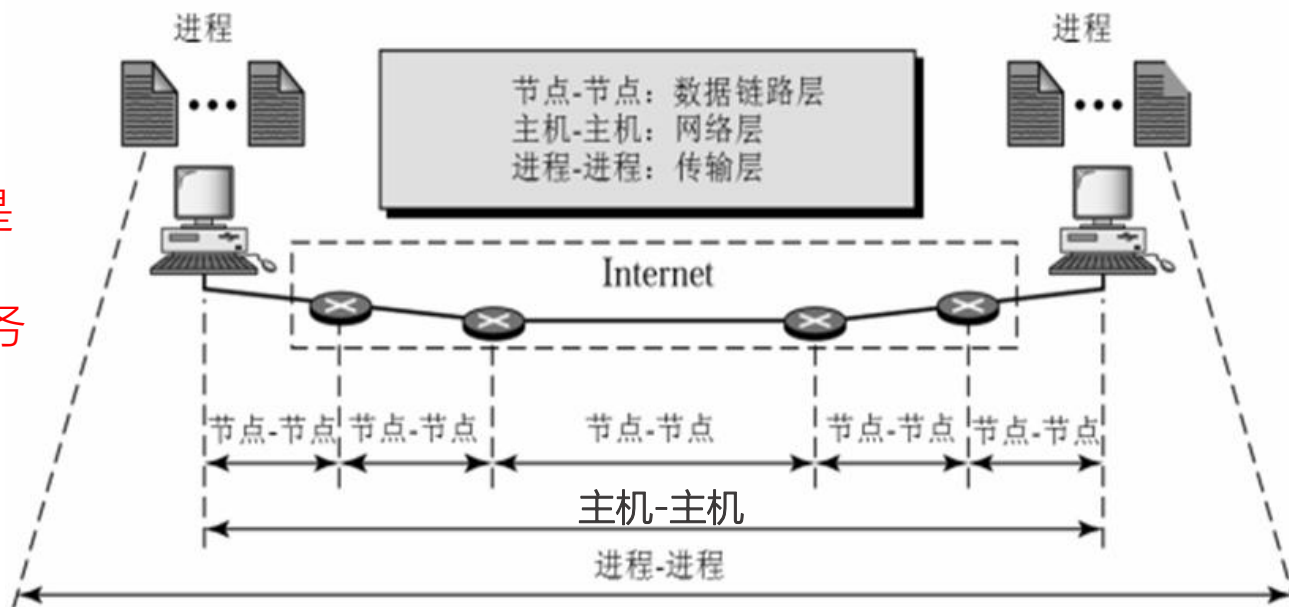 进程
进程
节点-节点：数据链路层
主机-主机：网络层
进程-进程：传输层
是
Internet
务
节点-节点 节点-节点 节点-节点 节点-节点 节点-节点
主机-主机
进程-进程